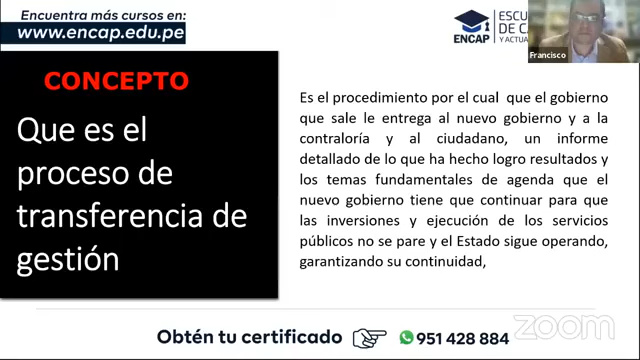 Encuentra más cursos en:
www.encap.edu.pe
ENCAP
ESCU
DE CA
Y ACTUA
Francisco
CONCEPTO
Que es el
proceso de
transferencia de
gestión
Es el procedimiento por el cual que el gobierno
que sale le entrega al nuevo gobierno y a la
contraloría y al ciudadano, un informe
detallado de lo que ha hecho logro resultados y
los temas fundamentales de agenda que el
nuevo gobierno tiene que continuar para que
las inversiones y ejecución de los servicios
públicos no se pare y el Estado sigue operando,
garantizando su continuidad,
zoom
Obtén tu certificado
951 428 884